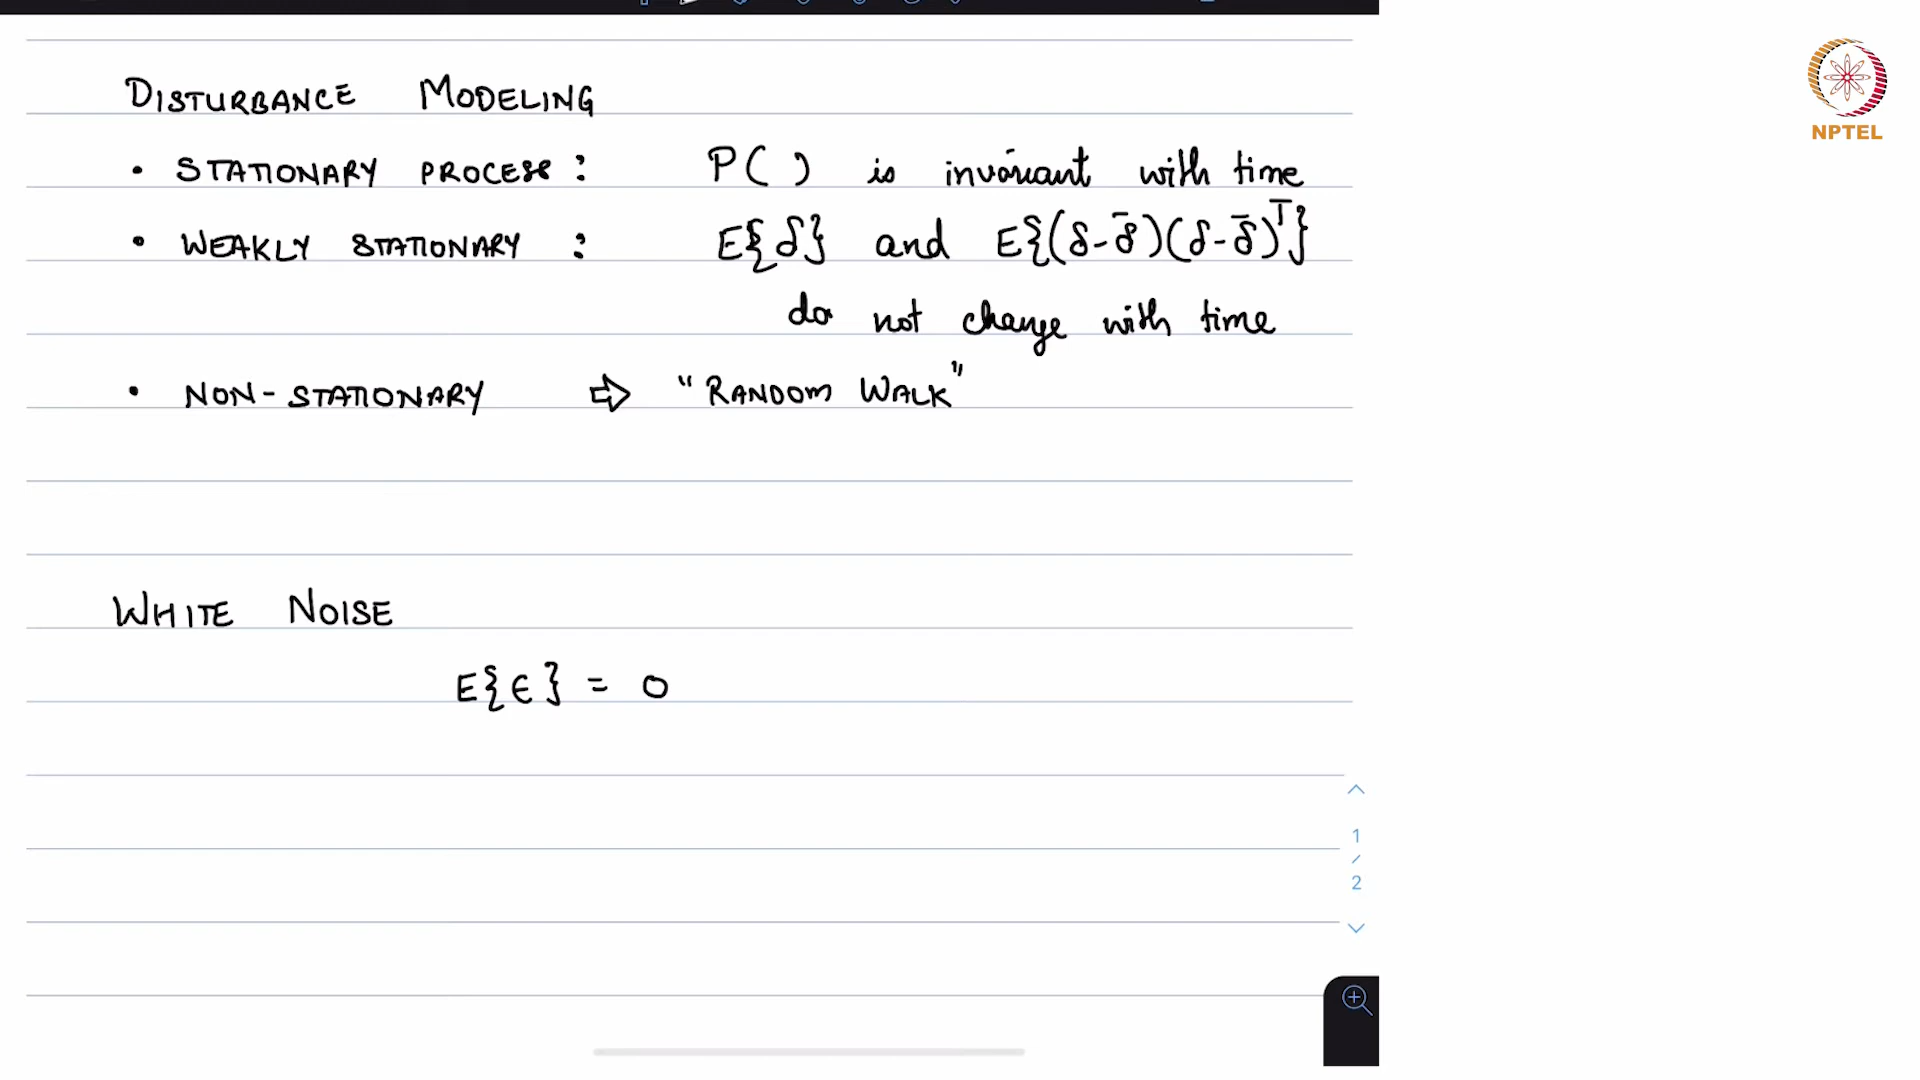 DISTURBANCE MODELING
• STATIONARY PROCESS : P( ) is invariant with time
• WEAKLY STATIONARY : E{δ} and E{(δ-δ̄)(δ-δ̄)ᵀ}
do not change with time
• NON-STATIONARY ⇨ "RANDOM WALK"
WHITE NOISE
E{ϵ} = 0
NPTEL
1
/
2